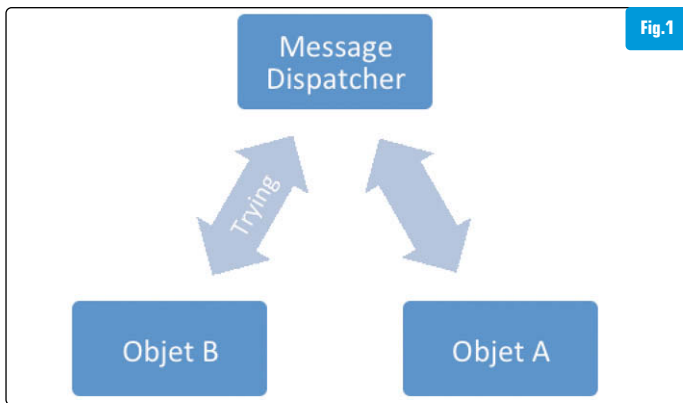 Fig.1
Message
Dispatcher
Trying
Objet B
Objet A